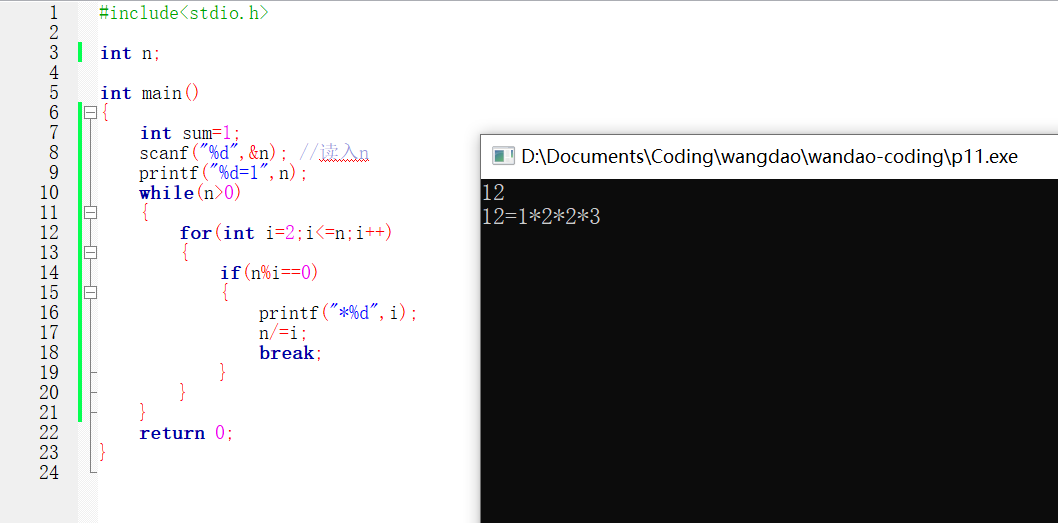 1 #include<stdio.h>
2
3 int n;
4
5 int main()
6 {
7 int sum=1;
8 scanf("%d",&n); //读入n
9 printf("%d=1",n);
10 while(n>0)
11 {
12 for(int i=2;i<=n;i++)
13 {
14 if(n%i==0)
15 {
16 printf("*%d",i);
17 n/=i;
18 break;
19 }
20 }
21 }
22 return 0;
23 }
24
D:\Documents\Coding\wangdao\wandao-coding\p11.exe
12
12=1*2*2*3